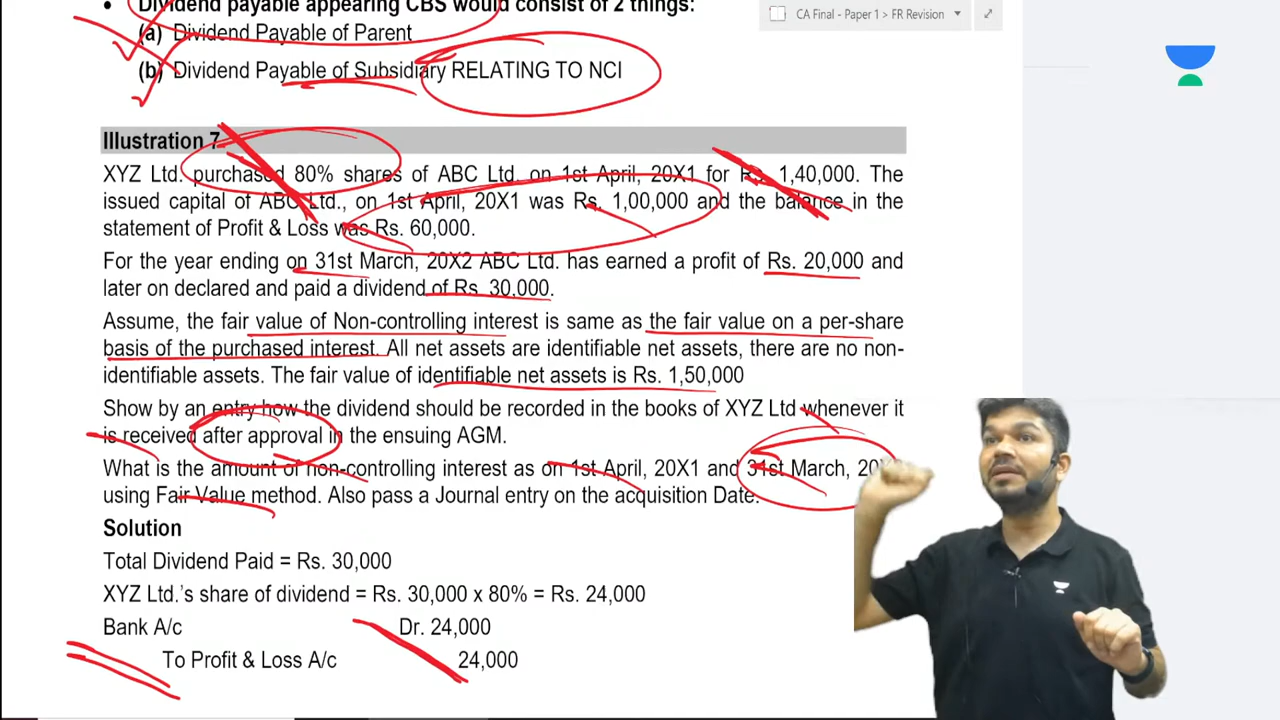 • Dividend payable appearing CBS would consist of 2 things:
CA Final - Paper 1 > FR Revision
(a) Dividend Payable of Parent
(b) Dividend Payable of Subsidiary RELATING TO NCI
Illustration 7
XYZ Ltd. purchased 80% shares of ABC Ltd. on 1st April, 20X1 for Rs. 1,40,000. The
issued capital of ABC Ltd., on 1st April, 20X1 was Rs. 1,00,000 and the balance in the
statement of Profit & Loss was Rs. 60,000.
For the year ending on 31st March, 20X2 ABC Ltd. has earned a profit of Rs. 20,000 and
later on declared and paid a dividend of Rs. 30,000.
Assume, the fair value of Non-controlling interest is same as the fair value on a per-share
basis of the purchased interest. All net assets are identifiable net assets, there are no non-
identifiable assets. The fair value of identifiable net assets is Rs. 1,50,000
Show by an entry how the dividend should be recorded in the books of XYZ Ltd whenever it
is received after approval in the ensuing AGM.
What is the amount of non-controlling interest as on 1st April, 20X1 and 31st March,
using Fair Value method. Also pass a Journal entry on the acquisition Date.
Solution
Total Dividend Paid = Rs. 30,000
XYZ Ltd.'s share of dividend = Rs. 30,000 x 80% = Rs. 24,000
Bank A/c Dr. 24,000
To Profit & Loss A/c 24,000